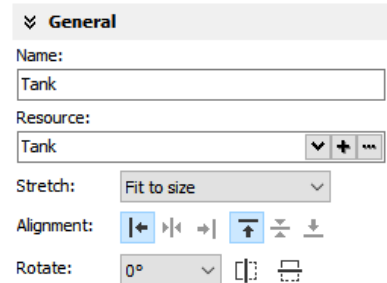 General
Name:
Tank
Resource:
Tank
Stretch: Fit to size
Alignment:
Rotate: 0°